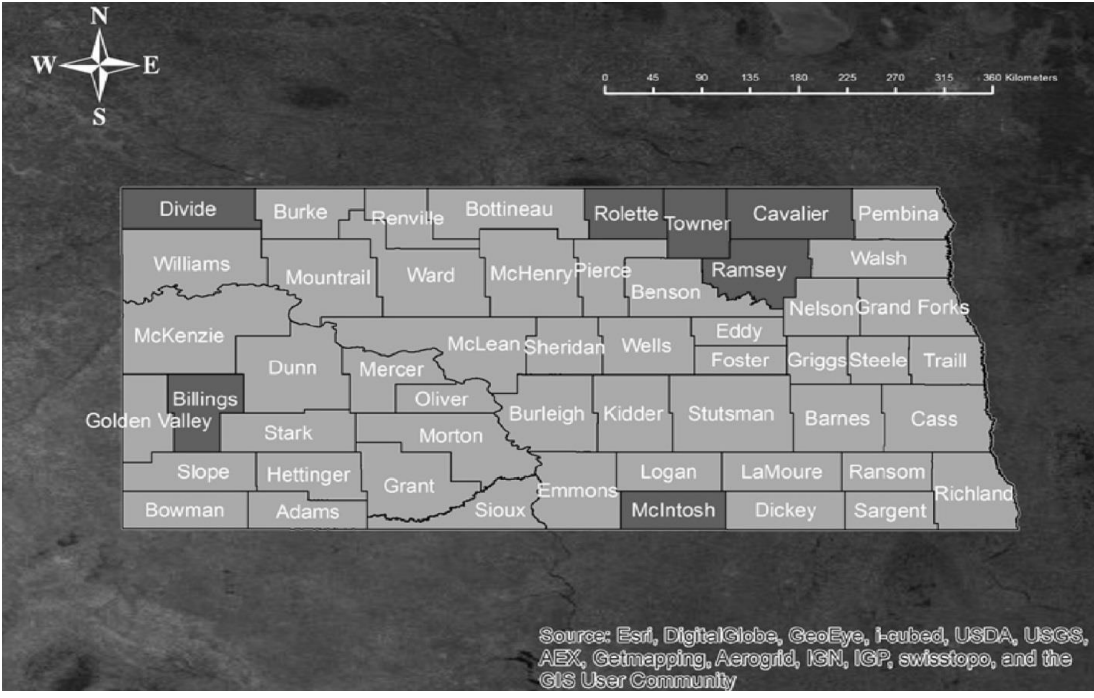 N
W E
S
0 45 90 135 180 225 270 315 360 Kilometers
Divide Burke Renville Bottineau Rolette Towner Cavalier Pembina
Williams Mountrail Ward McHenry Pierce Benson Ramsey Walsh
Nelson Grand Forks
McKenzie Dunn McLean Sheridan Wells Eddy
Mercer Foster Griggs Steele Traill
Golden Valley Billings Oliver Burleigh Kidder Stutsman Barnes Cass
Stark Morton
Slope Hettinger Grant Emmons Logan LaMoure Ransom Richland
Bowman Adams Sioux McIntosh Dickey Sargent
Source: Esri, DigitalGlobe, GeoEye, i-cubed, USDA, USGS,
AEX, Getmapping, Aerogrid, IGN, IGP, swisstopo, and the
GIS User Community